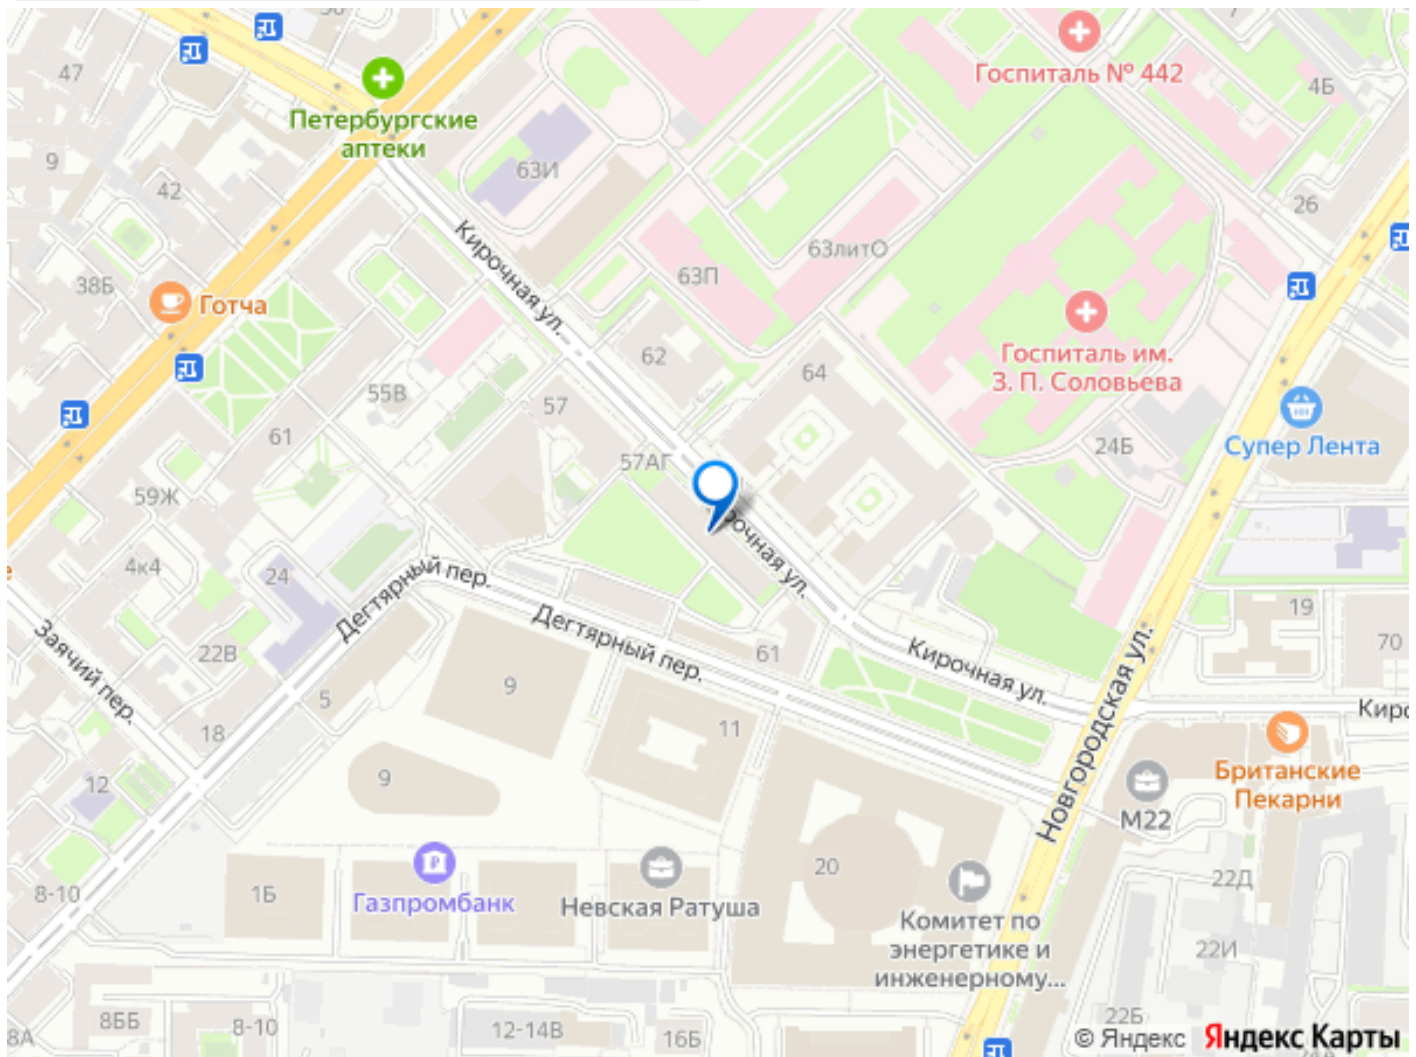 47
Петербургские
аптеки
Госпиталь № 442
4Б
9
42
63И
26
Кирочная ул.
63литО
63П
38Б
Готча
Госпиталь им.
З. П. Соловьева
62
64
55В
57
61
24Б
Супер Лента
57АГ
59Ж
рочная ул.
4к4
24
Дегтярный пер.
Дегтярный пер.
19
Заячий пер.
22В
61
Кирочная ул.
70
Новгородская ул.
5
9
11
18
Киро
9
12
Британские
Пекарни
М22
8-10
1Б
Газпромбанк
Невская Ратуша
20
22Д
Комитет по
энергетике и
инженерному...
22И
8ББ
8-10
12-14В
16Б
22Б
8А
© Яндекс Яндекс Карты